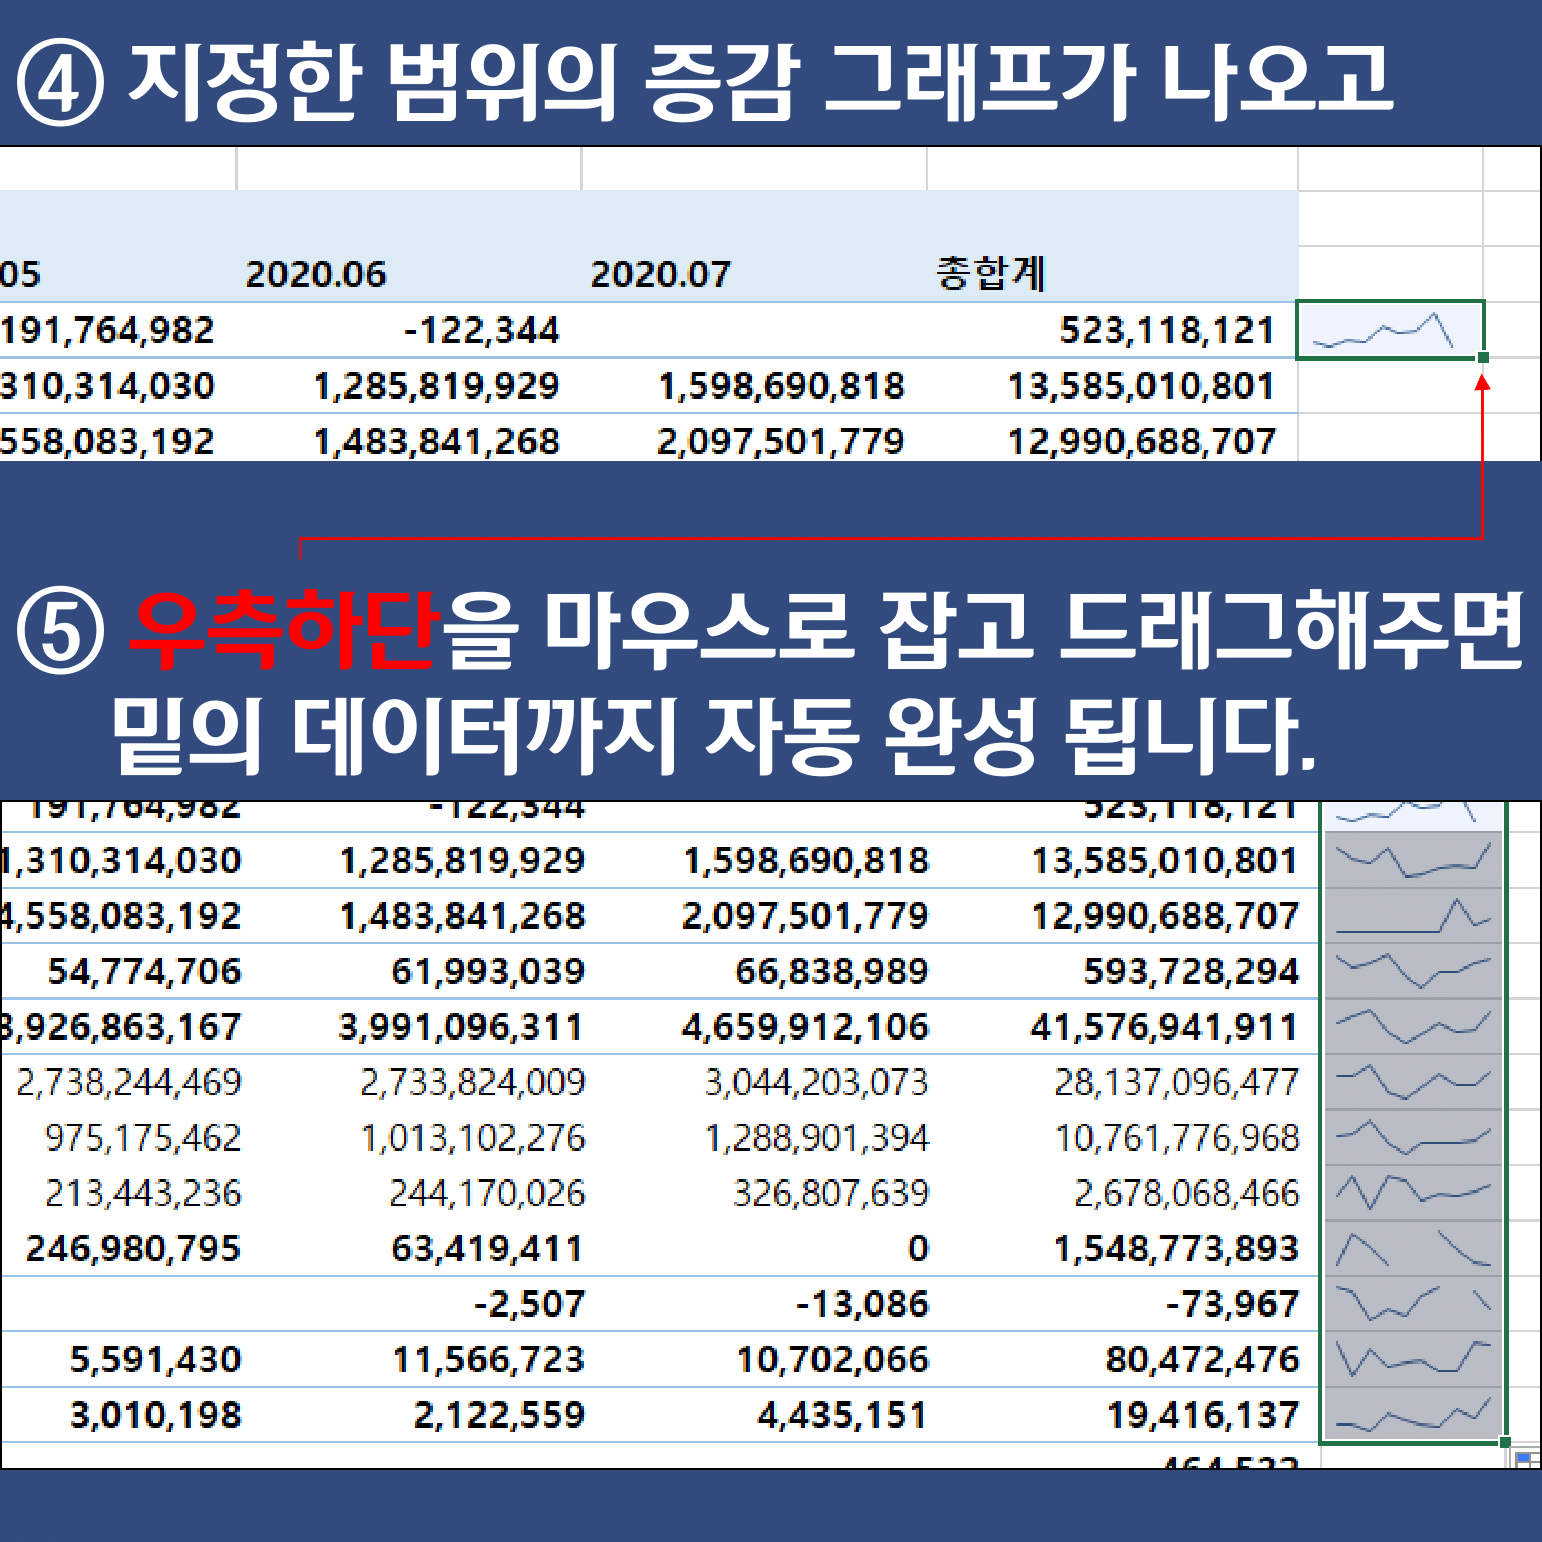 ④ 지정한 범위의 증감 그래프가 나오고
05 2020.06 2020.07 총합계
191,764,982 -122,344 523,118,121
310,314,030 1,285,819,929 1,598,690,818 13,585,010,801
558,083,192 1,483,841,268 2,097,501,779 12,990,688,707
⑤ 우측하단을 마우스로 잡고 드래그해주면
밑의 데이터까지 자동 완성 됩니다.
191,764,982 -122,344 523,118,121
1,310,314,030 1,285,819,929 1,598,690,818 13,585,010,801
4,558,083,192 1,483,841,268 2,097,501,779 12,990,688,707
54,774,706 61,993,039 66,838,989 593,728,294
3,926,863,167 3,991,096,311 4,659,912,106 41,576,941,911
2,738,244,469 2,733,824,009 3,044,203,073 28,137,096,477
975,175,462 1,013,102,276 1,288,901,394 10,761,776,968
213,443,236 244,170,026 326,807,639 2,678,068,466
246,980,795 63,419,411 0 1,548,773,893
-2,507 -13,086 -73,967
5,591,430 11,566,723 10,702,066 80,472,476
3,010,198 2,122,559 4,435,151 19,416,137